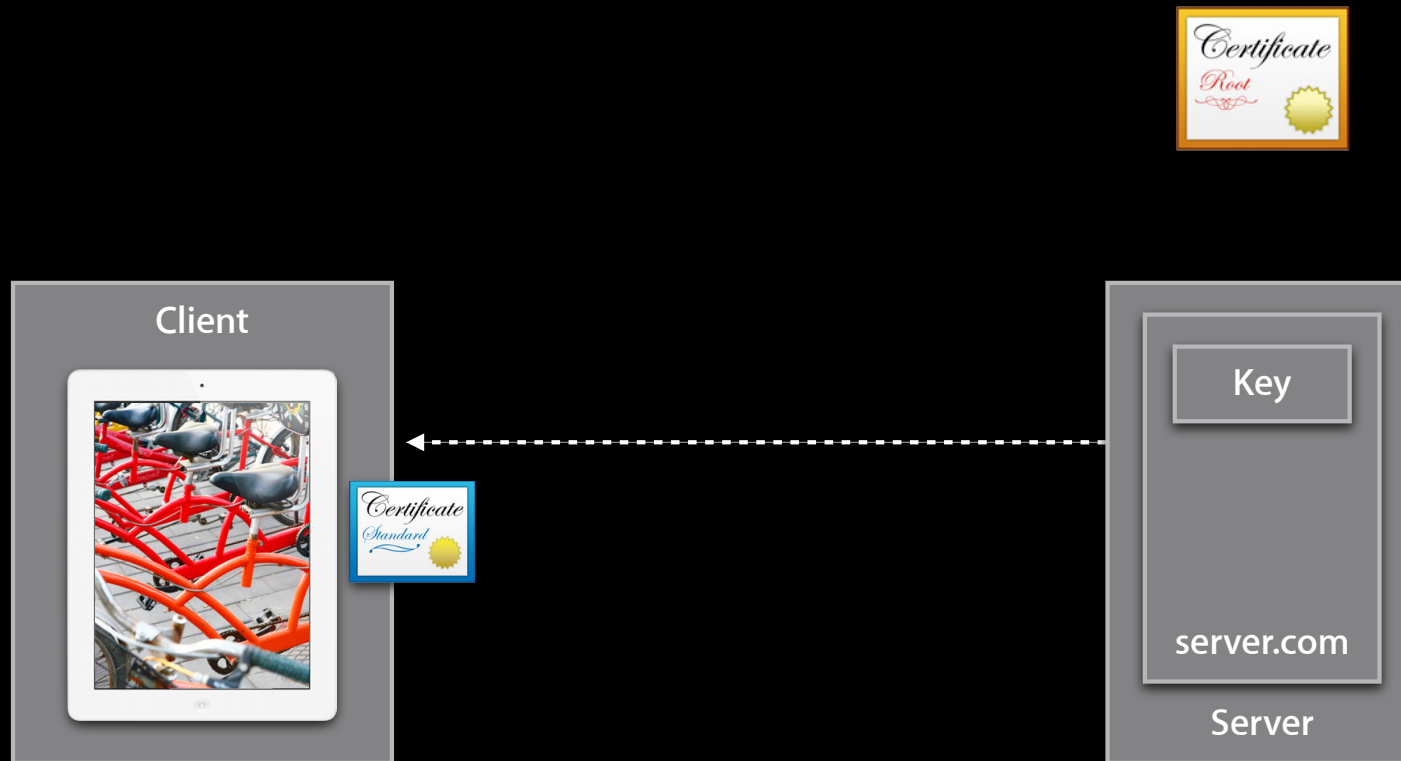 Certificate
Root
Client
Key
Certificate
Standard
server.com
Server